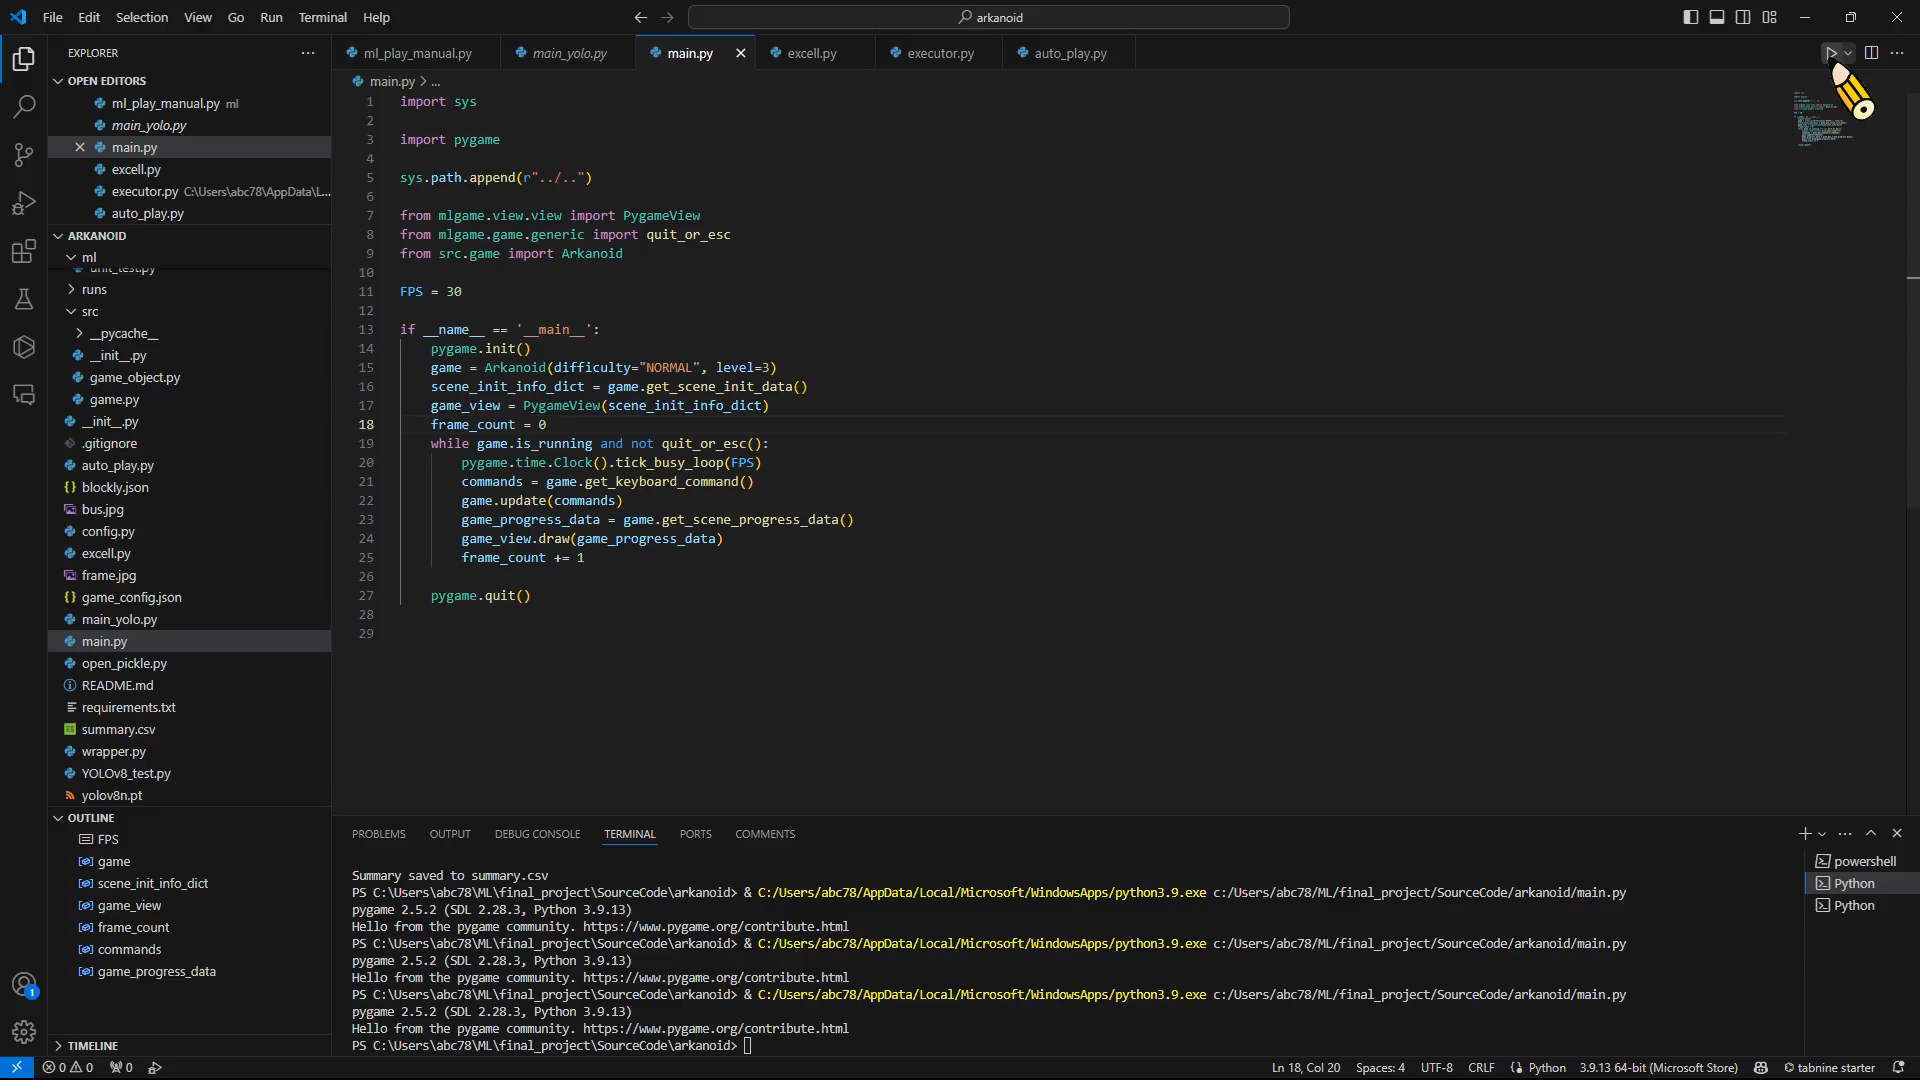 File Edit Selection View Go Run Terminal Help
arkanoid
EXPLORER
OPEN EDITORS
ml_play_manual.py ml
main_yolo.py
main.py
excell.py
executor.py C:\Users\abc78\AppData\L...
auto_play.py
ARKANOID
ml
unit_test.py
runs
src
__pycache__
__init__.py
game_object.py
game.py
__init__.py
.gitignore
auto_play.py
blockly.json
bus.jpg
config.py
excell.py
frame.jpg
game_config.json
main_yolo.py
main.py
open_pickle.py
README.md
requirements.txt
summary.csv
wrapper.py
YOLOv8_test.py
yolov8n.pt
OUTLINE
FPS
game
scene_init_info_dict
game_view
frame_count
commands
game_progress_data
TIMELINE
ml_play_manual.py main_yolo.py main.py excell.py executor.py auto_play.py
main.py > ...
1 import sys
2
3 import pygame
4
5 sys.path.append(r"../..")
6
7 from mlgame.view.view import PygameView
8 from mlgame.game.generic import quit_or_esc
9 from src.game import Arkanoid
10
11 FPS = 30
12
13 if __name__ == '__main__':
14 pygame.init()
15 game = Arkanoid(difficulty="NORMAL", level=3)
16 scene_init_info_dict = game.get_scene_init_data()
17 game_view = PygameView(scene_init_info_dict)
18 frame_count = 0
19 while game.is_running and not quit_or_esc():
20 pygame.time.Clock().tick_busy_loop(FPS)
21 commands = game.get_keyboard_command()
22 game.update(commands)
23 game_progress_data = game.get_scene_progress_data()
24 game_view.draw(game_progress_data)
25 frame_count += 1
26
27 pygame.quit()
28
29
PROBLEMS OUTPUT DEBUG CONSOLE TERMINAL PORTS COMMENTS
Summary saved to summary.csv
PS C:\Users\abc78\ML\final_project\SourceCode\arkanoid> & C:/Users/abc78/AppData/Local/Microsoft/WindowsApps/python3.9.exe c:/Users/abc78/ML/final_project/SourceCode/arkanoid/main.py
pygame 2.5.2 (SDL 2.28.3, Python 3.9.13)
Hello from the pygame community. https://www.pygame.org/contribute.html
PS C:\Users\abc78\ML\final_project\SourceCode\arkanoid> & C:/Users/abc78/AppData/Local/Microsoft/WindowsApps/python3.9.exe c:/Users/abc78/ML/final_project/SourceCode/arkanoid/main.py
pygame 2.5.2 (SDL 2.28.3, Python 3.9.13)
Hello from the pygame community. https://www.pygame.org/contribute.html
PS C:\Users\abc78\ML\final_project\SourceCode\arkanoid> & C:/Users/abc78/AppData/Local/Microsoft/WindowsApps/python3.9.exe c:/Users/abc78/ML/final_project/SourceCode/arkanoid/main.py
pygame 2.5.2 (SDL 2.28.3, Python 3.9.13)
Hello from the pygame community. https://www.pygame.org/contribute.html
PS C:\Users\abc78\ML\final_project\SourceCode\arkanoid>
powershell
Python
Python
1
0 0 0 Ln 18, Col 20 Spaces: 4 UTF-8 CRLF Python 3.9.13 64-bit (Microsoft Store) tabnine starter